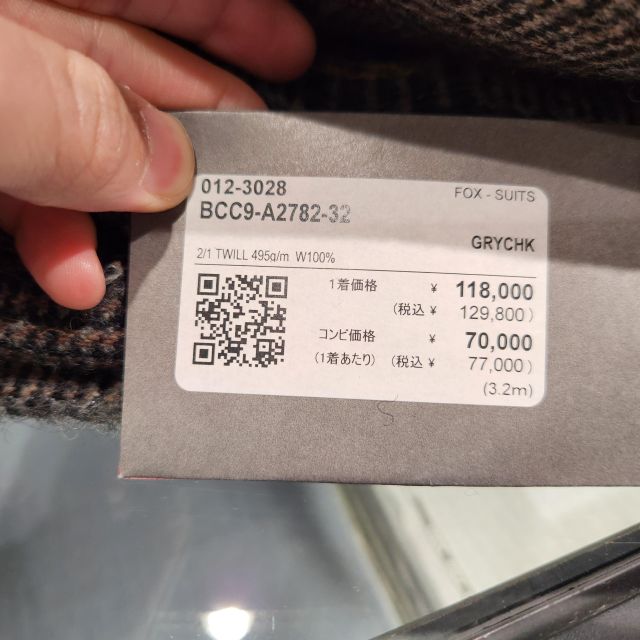 012-3028
FOX - SUITS
BCC9-A2782-32
GRYCHK
2/1 TWILL 495g/m W100%
1着価格 ¥ 118,000
(税込 ¥ 129,800)
コンビ価格 ¥ 70,000
(1着あたり) (税込 ¥ 77,000)
(3.2m)